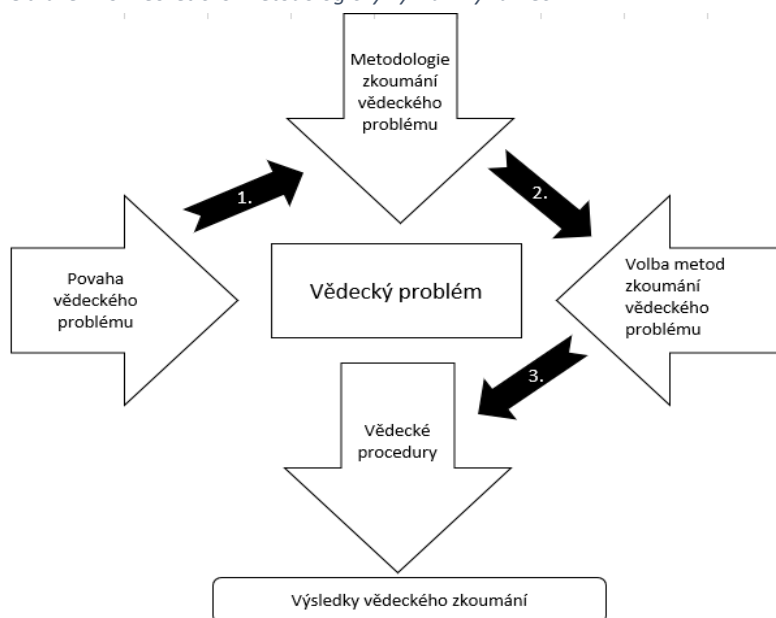 Metodologie
zkoumání
vědeckého
problému
1.
2.
Povaha
vědeckého
problému
Vědecký problém
Volba metod
zkoumání
vědeckého
problému
3.
Vědecké
procedury
Výsledky vědeckého zkoumání